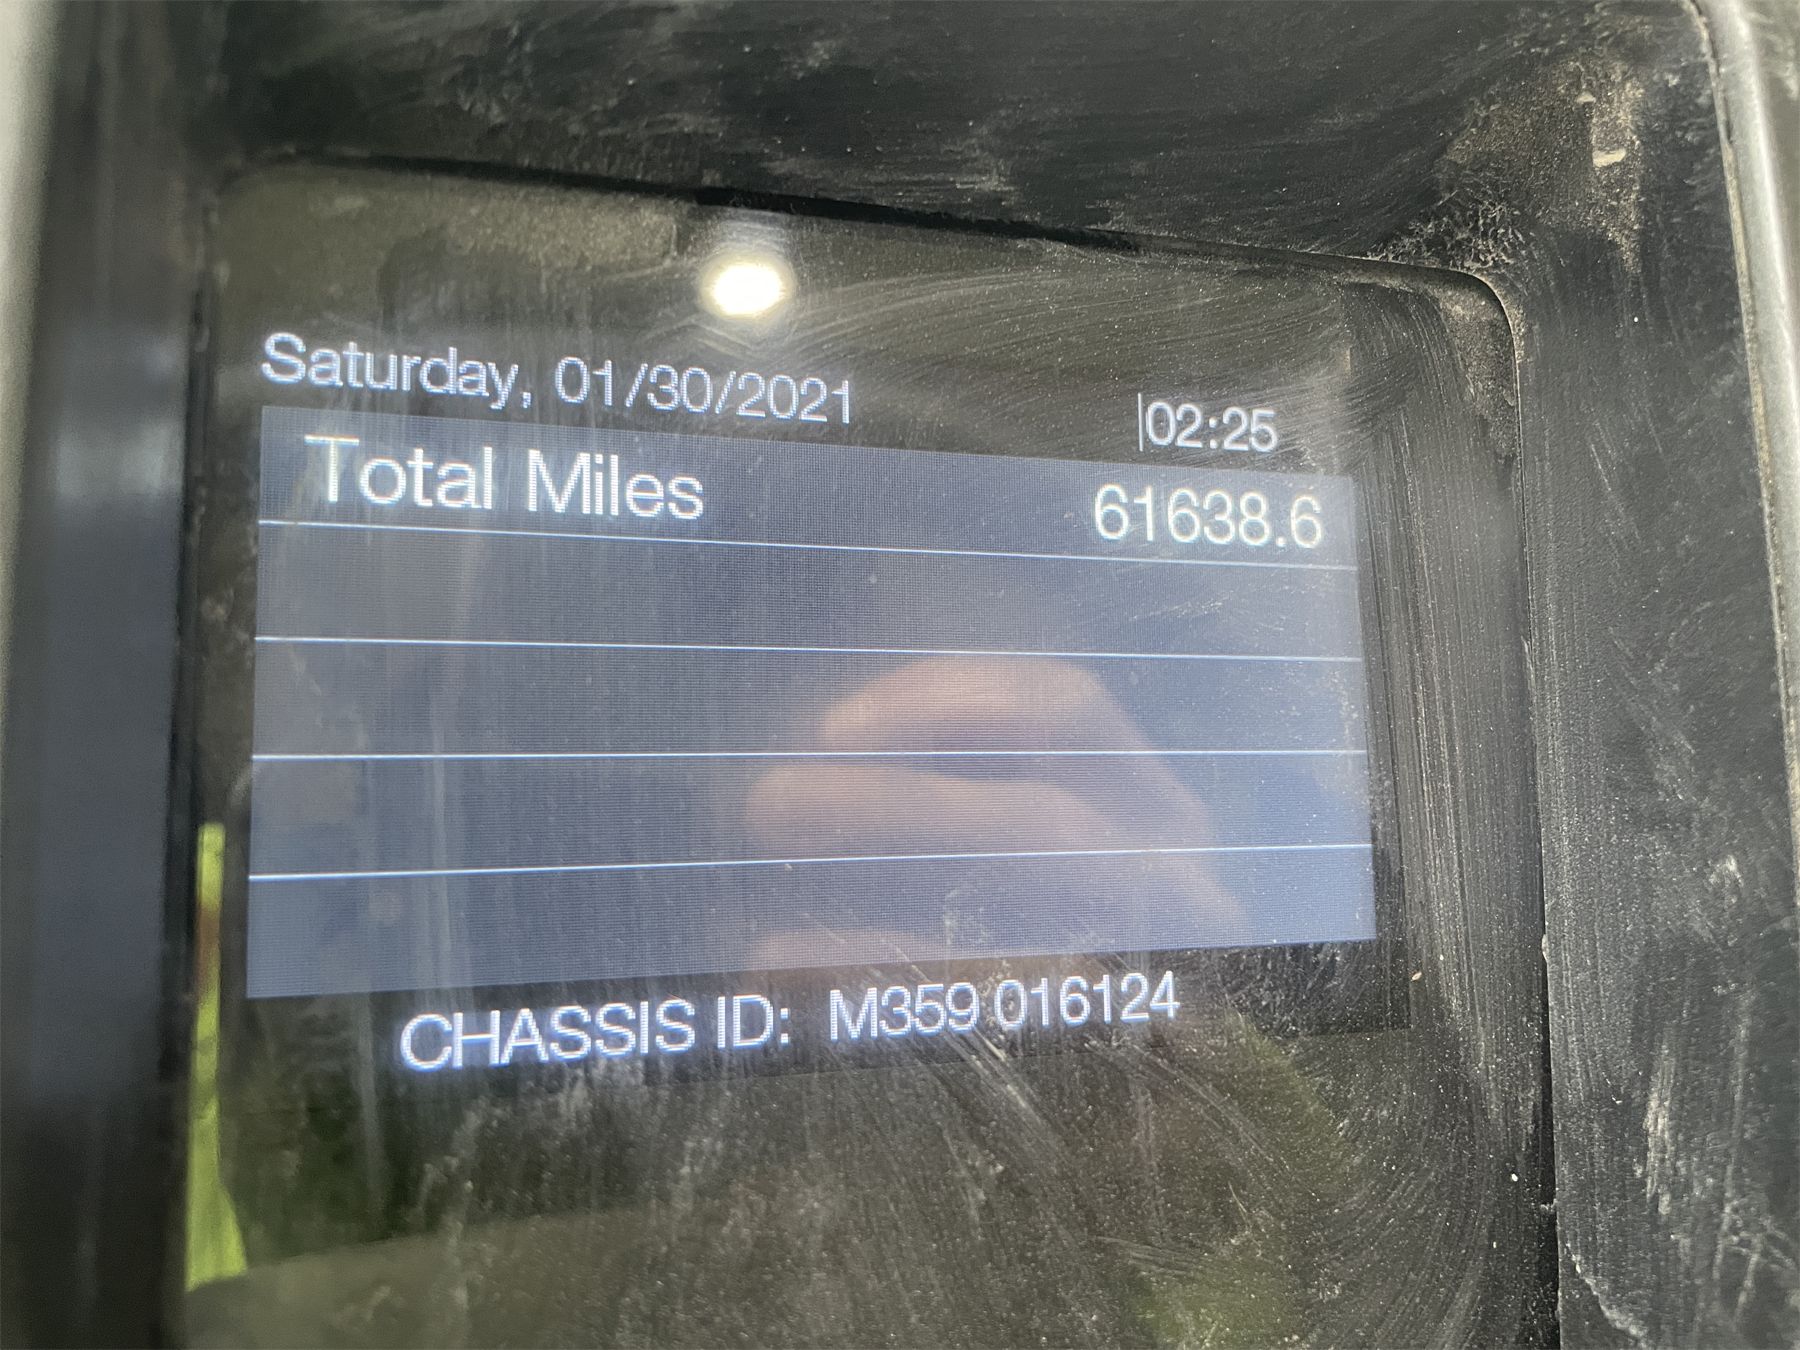 Saturday, 01/30/2021 02:25
Total Miles 61638.6
CHASSIS ID: M359 016124